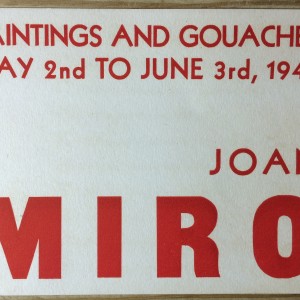 AINTINGS AND GOUACHE
AY 2nd TO JUNE 3rd, 194
JOAN
MIRO